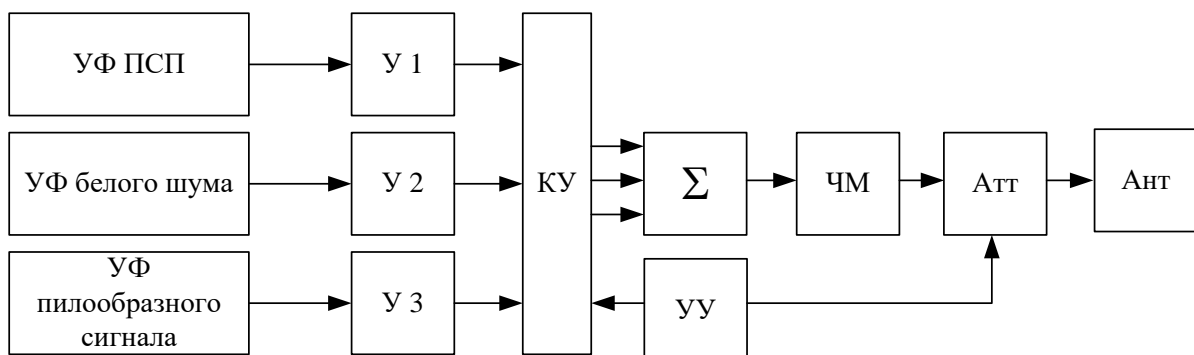 УФ ПСП
У 1
УФ белого шума
У 2
КУ
Σ
ЧМ
Атт
Ант
УФ
пилообразного
сигнала
У 3
УУ